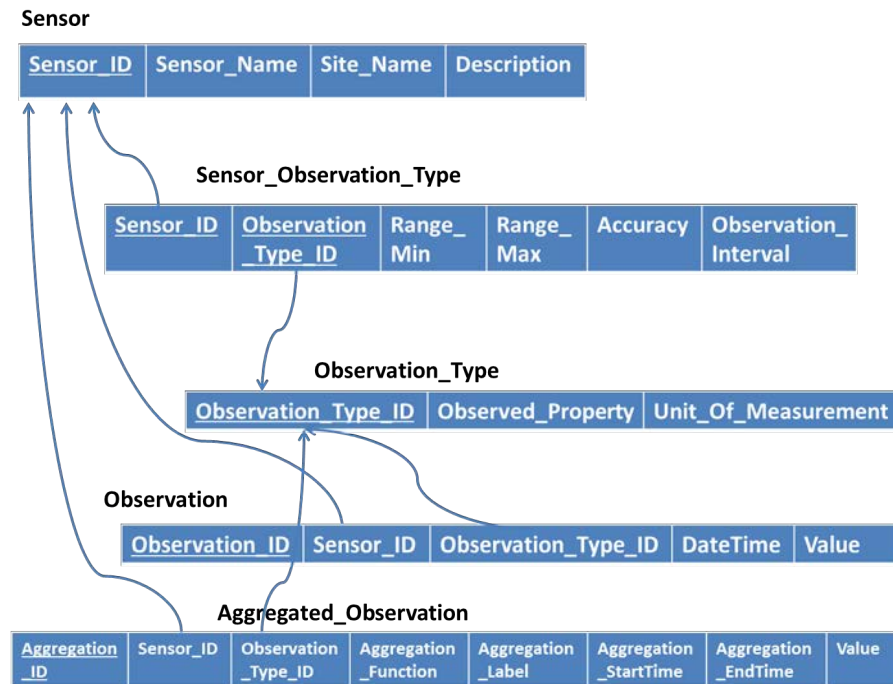 Sensor
Sensor_ID Sensor_Name Site_Name Description
Sensor_Observation_Type
Sensor_ID Observation Range_ Range_ Accuracy Observation_
_Type_ID Min Max Interval
Observation_Type
Observation_Type_ID Observed_Property Unit_Of_Measurement
Observation
Observation_ID Sensor_ID Observation_Type_ID DateTime Value
Aggregated_Observation
Aggregation Sensor_ID Observation Aggregation Aggregation Aggregation Aggregation Value
_ID _Type_ID _Function _Label _StartTime _EndTime